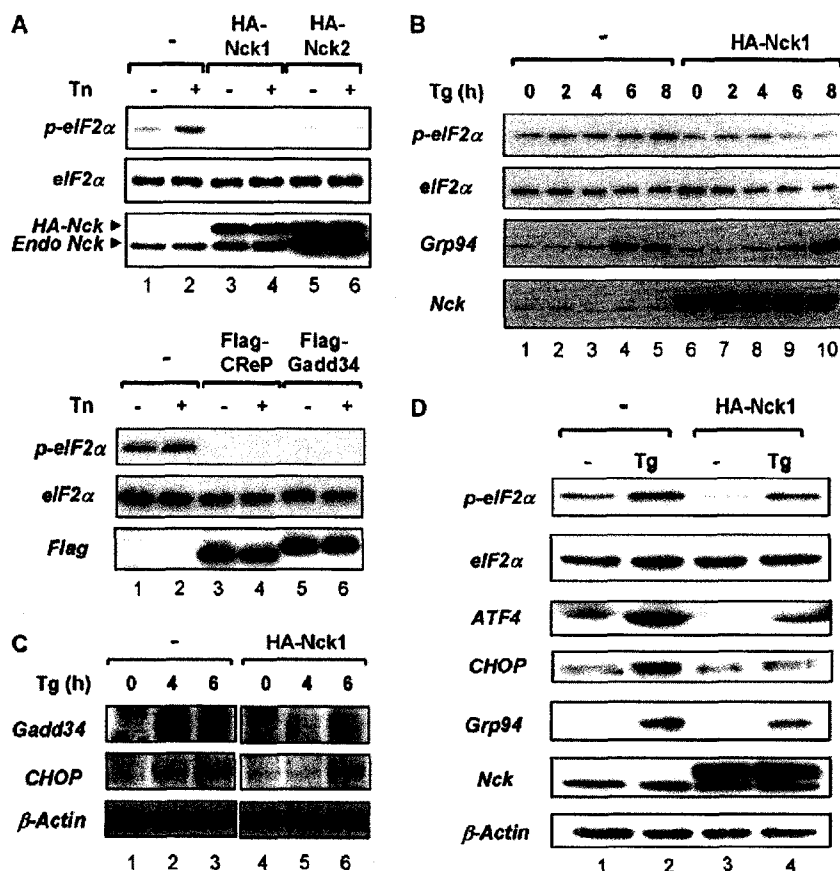 A
- HA-Nck1 HA-Nck2
Tn - + - + - +
p-eIF2α
eIF2α
HA-Nck
Endo Nck
1 2 3 4 5 6
- Flag-CReP Flag-Gadd34
Tn - + - + - +
p-eIF2α
eIF2α
Flag
1 2 3 4 5 6
B
- HA-Nck1
Tg (h) 0 2 4 6 8 0 2 4 6 8
p-eIF2α
eIF2α
Grp94
Nck
1 2 3 4 5 6 7 8 9 10
C
- HA-Nck1
Tg (h) 0 4 6 0 4 6
Gadd34
CHOP
β-Actin
1 2 3 4 5 6
D
- HA-Nck1
- Tg - Tg
p-eIF2α
eIF2α
ATF4
CHOP
Grp94
Nck
β-Actin
1 2 3 4